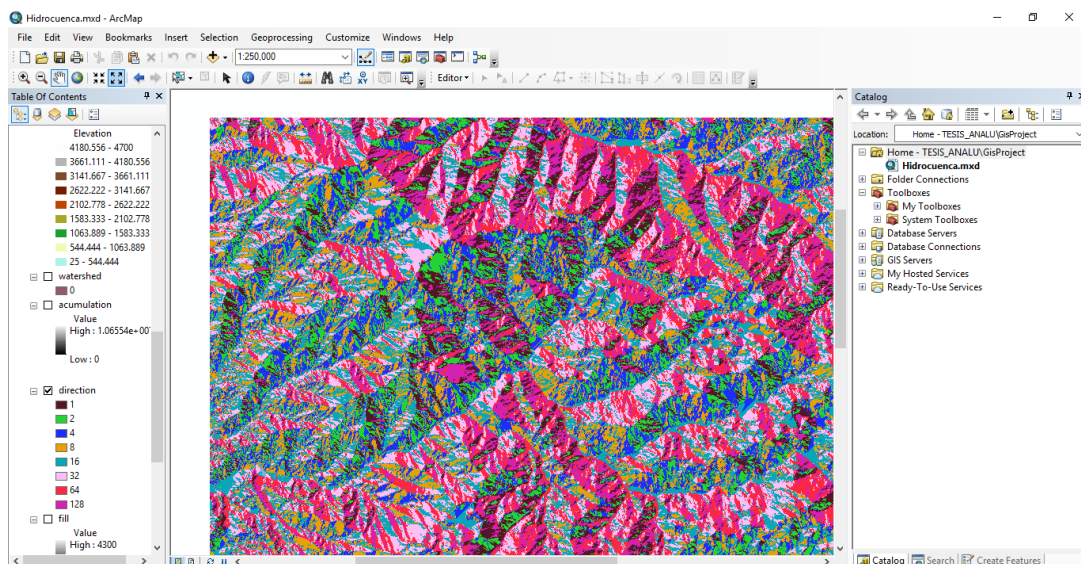 Hidrocuenca.mxd - ArcMap
File Edit View Bookmarks Insert Selection Geoprocessing Customize Windows Help
1:250,000
Editor
Table Of Contents
Elevation
4180.556 - 4700
3661.111 - 4180.556
3141.667 - 3661.111
2622.222 - 3141.667
2102.778 - 2622.222
1583.333 - 2102.778
1063.889 - 1583.333
544.444 - 1063.889
25 - 544.444
watershed
0
acumulation
Value
High : 1.06554e+00
Low : 0
direction
1
2
4
8
16
32
64
128
fill
Value
High : 4300
Catalog
Location: Home - TESIS_ANALU\GisProject
Home - TESIS_ANALU\GisProject
Hidrocuenca.mxd
Folder Connections
Toolboxes
My Toolboxes
System Toolboxes
Database Servers
Database Connections
GIS Servers
My Hosted Services
Ready-To-Use Services
Catalog Search Create Features